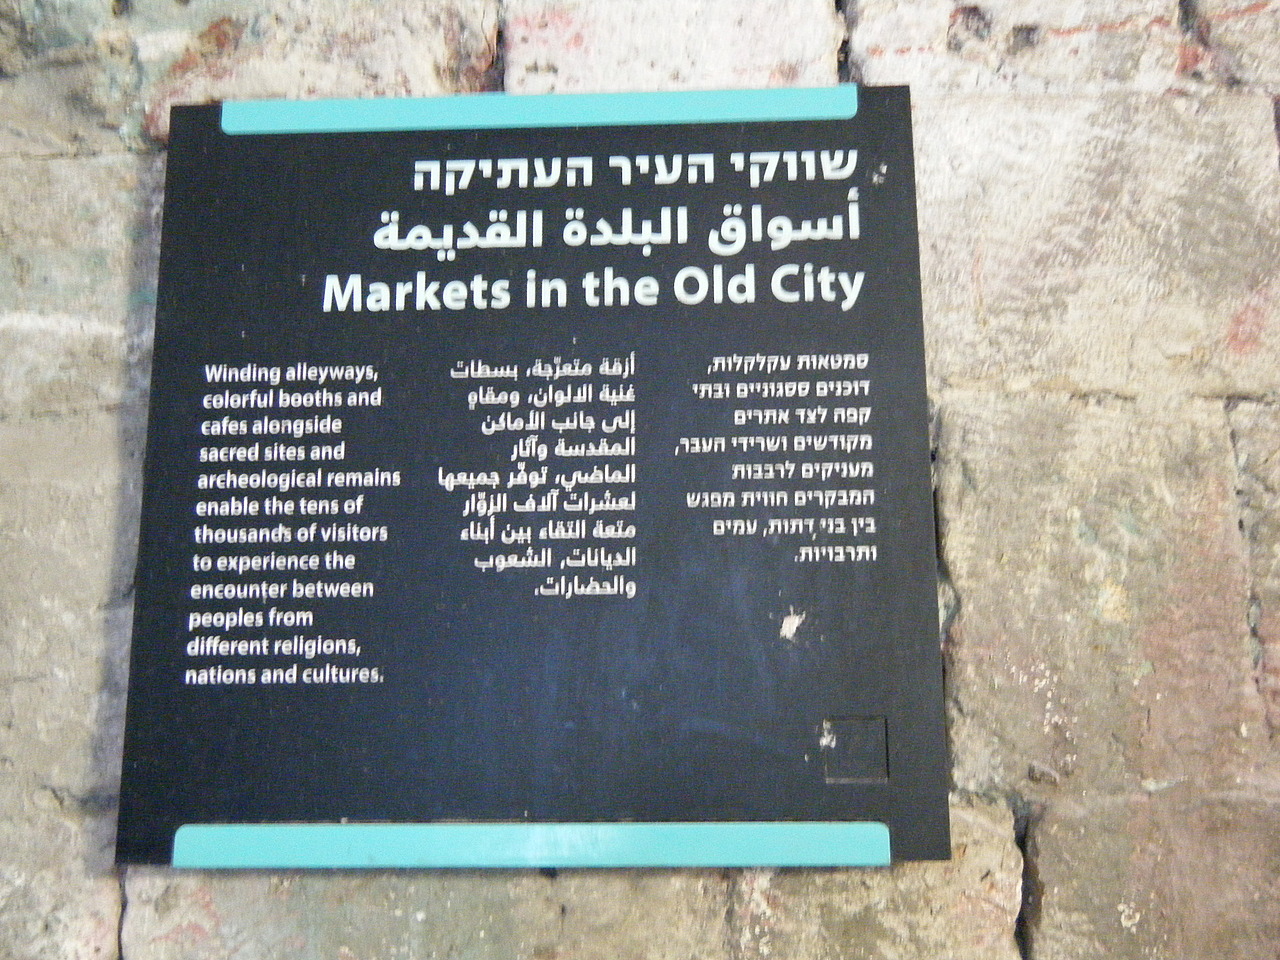 שווקי העיר העתיקה
أسواق البلدة القديمة
Markets in the Old City
סמטאות עקלקלות,
דוכנים ססגוניים ובתי
קפה לצד אתרים
מקודשים ושרידי העבר,
מעניקים לרבבות
המבקרים חווית מפגש
בין בני דתות, עמים
ותרבויות.
أزقة متعرّجة، بسطات
غنية الالوان، ومقاهٍ
إلى جانب الأماكن
المقدسة وآثار
الماضي، توفّر جميعها
لعشرات آلاف الزوّار
متعة التقاء بين أبناء
الديانات، الشعوب
والحضارات.
Winding alleyways,
colorful booths and
cafes alongside
sacred sites and
archeological remains
enable the tens of
thousands of visitors
to experience the
encounter between
peoples from
different religions,
nations and cultures.